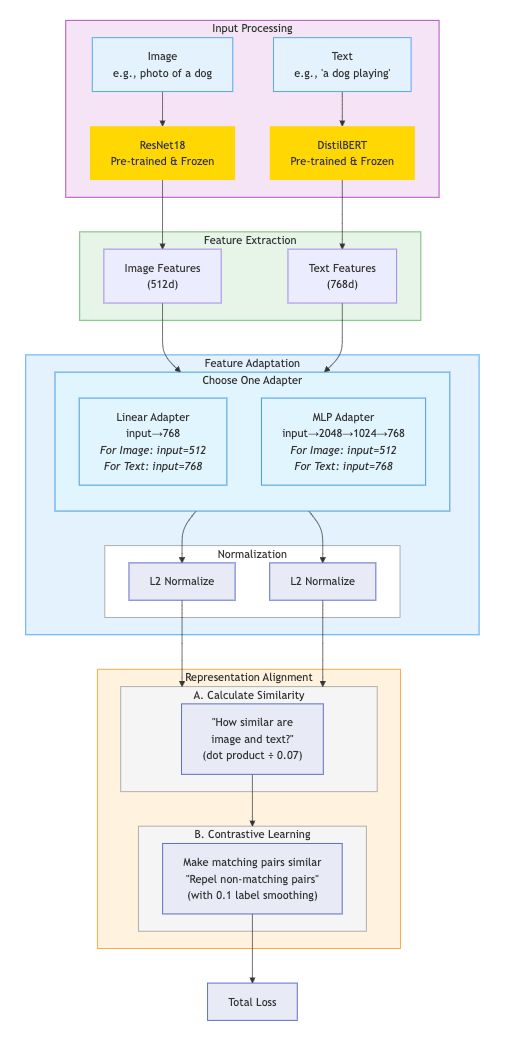 Input Processing
Image
e.g., photo of a dog
Text
e.g., 'a dog playing'
ResNet18
Pre-trained & Frozen
DistilBERT
Pre-trained & Frozen
Feature Extraction
Image Features
(512d)
Text Features
(768d)
Feature Adaptation
Choose One Adapter
Linear Adapter
input→768
For Image: input=512
For Text: input=768
MLP Adapter
input→2048→1024→768
For Image: input=512
For Text: input=768
Normalization
L2 Normalize
L2 Normalize
Representation Alignment
A. Calculate Similarity
"How similar are
image and text?"
(dot product ÷ 0.07)
B. Contrastive Learning
Make matching pairs similar
"Repel non-matching pairs"
(with 0.1 label smoothing)
Total Loss